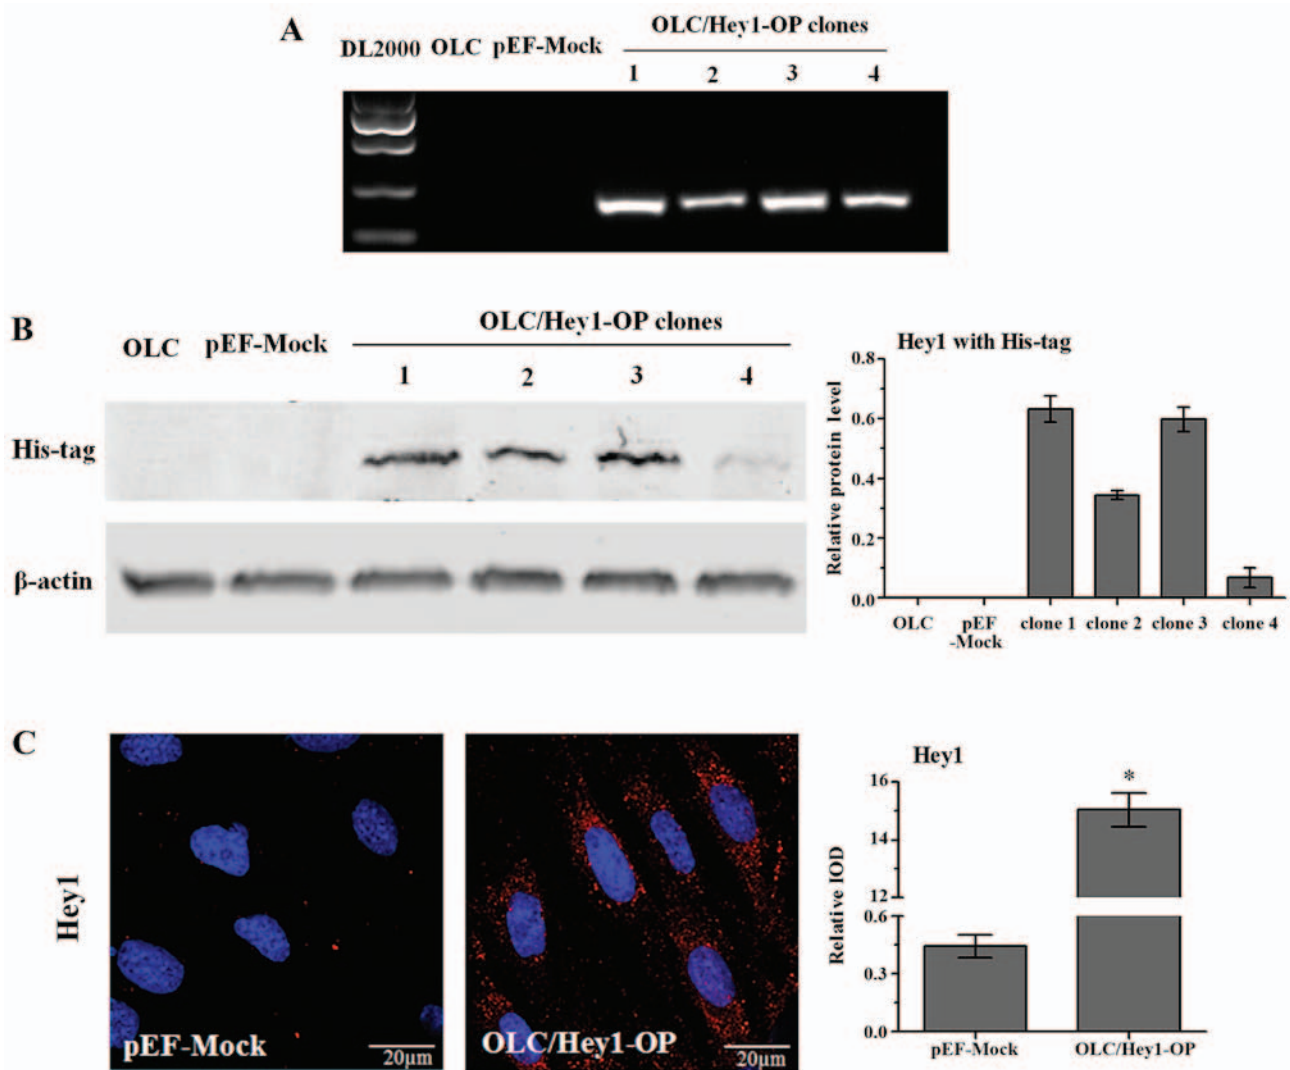 A
DL2000 OLC pEF-Mock
OLC/Hey1-OP clones
1 2 3 4
B
OLC pEF-Mock
OLC/Hey1-OP clones
1 2 3 4
His-tag
β-actin
Hey1 with His-tag
Relative protein level
0.8
0.6
0.4
0.2
0.0
OLC
pEF
-Mock
clone 1
clone 2
clone 3
clone 4
C
Hey1
pEF-Mock
20μm
OLC/Hey1-OP
20μm
Hey1
Relative IOD
16
14
12
0.6
0.3
0.0
*
pEF-Mock
OLC/Hey1-OP